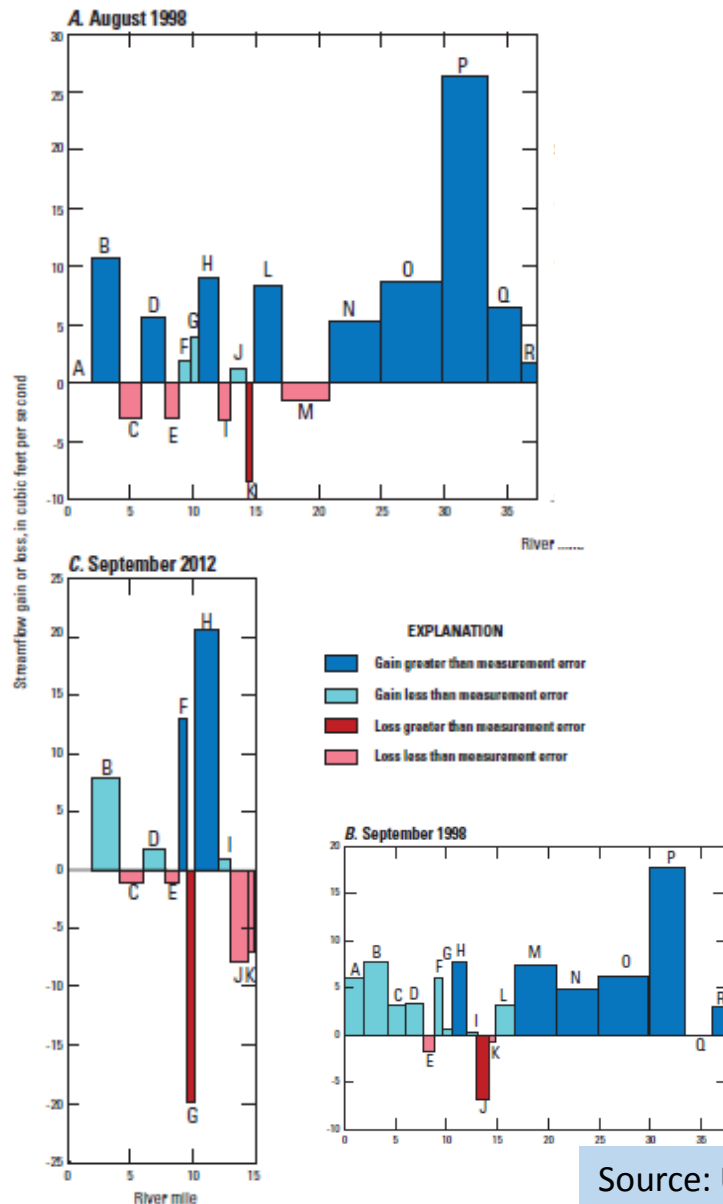 A. August 1998
30
25
20
15
10
5
0
-5
-10
0 5 10 15 20 25 30 35
A B C D E F G H I J K L M N O P Q R
River ......
Streamflow gain or loss, in cubic feet per second
C. September 2012
25
20
15
10
5
0
-5
-10
-15
-20
-25
0 5 10 15
B C D E F G H I J K
River mile
EXPLANATION
Gain greater than measurement error
Gain less than measurement error
Loss greater than measurement error
Loss less than measurement error
B. September 1998
20
15
10
5
0
-5
-10
0 5 10 15 20 25 30 35
A B C D E F G H I J K L M N O P Q R
Source: